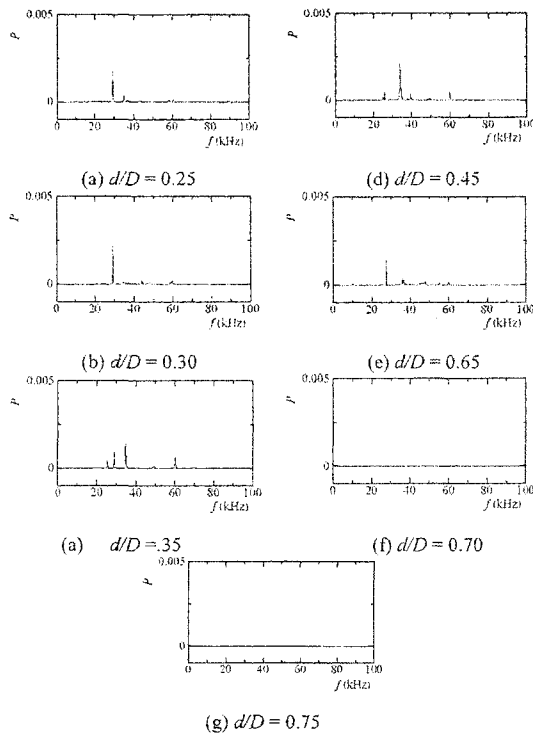 0.005
P
0
0 20 40 60 80 100
f (kHz)
(a) d/D = 0.25
0.005
P
0
0 20 40 60 80 100
f (kHz)
(d) d/D = 0.45
0.005
P
0
0 20 40 60 80 100
f (kHz)
(b) d/D = 0.30
0.005
P
0
0 20 40 60 80 100
f (kHz)
(e) d/D = 0.65
0.005
P
0
0 20 40 60 80 100
f (kHz)
(a) d/D =.35
0.005
P
0
0 20 40 60 80 100
f (kHz)
(f) d/D = 0.70
0.005
P
0
0 20 40 60 80 100
f (kHz)
(g) d/D = 0.75